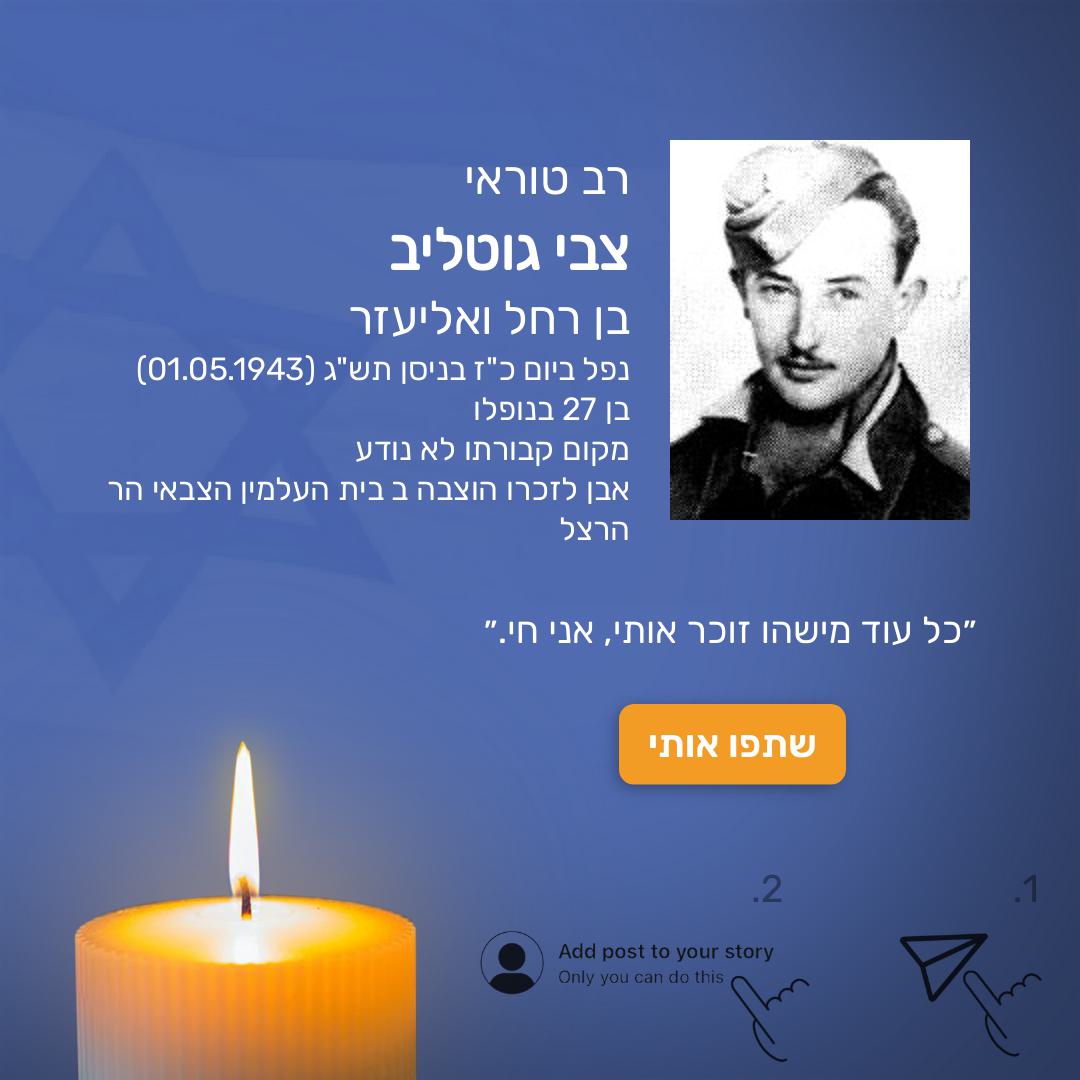 רב טוראי
צבי גוטליב
בן רחל ואליעזר
נפל ביום כ"ז בניסן תש"ג (01.05.1943)
בן 27 בנופלו
מקום קבורתו לא נודע
אבן לזכרו הוצבה ב בית העלמין הצבאי הר
הרצל
״כל עוד מישהו זוכר אותי, אני חי.״
שתפו אותי
1.
2.
Add post to your story
Only you can do this